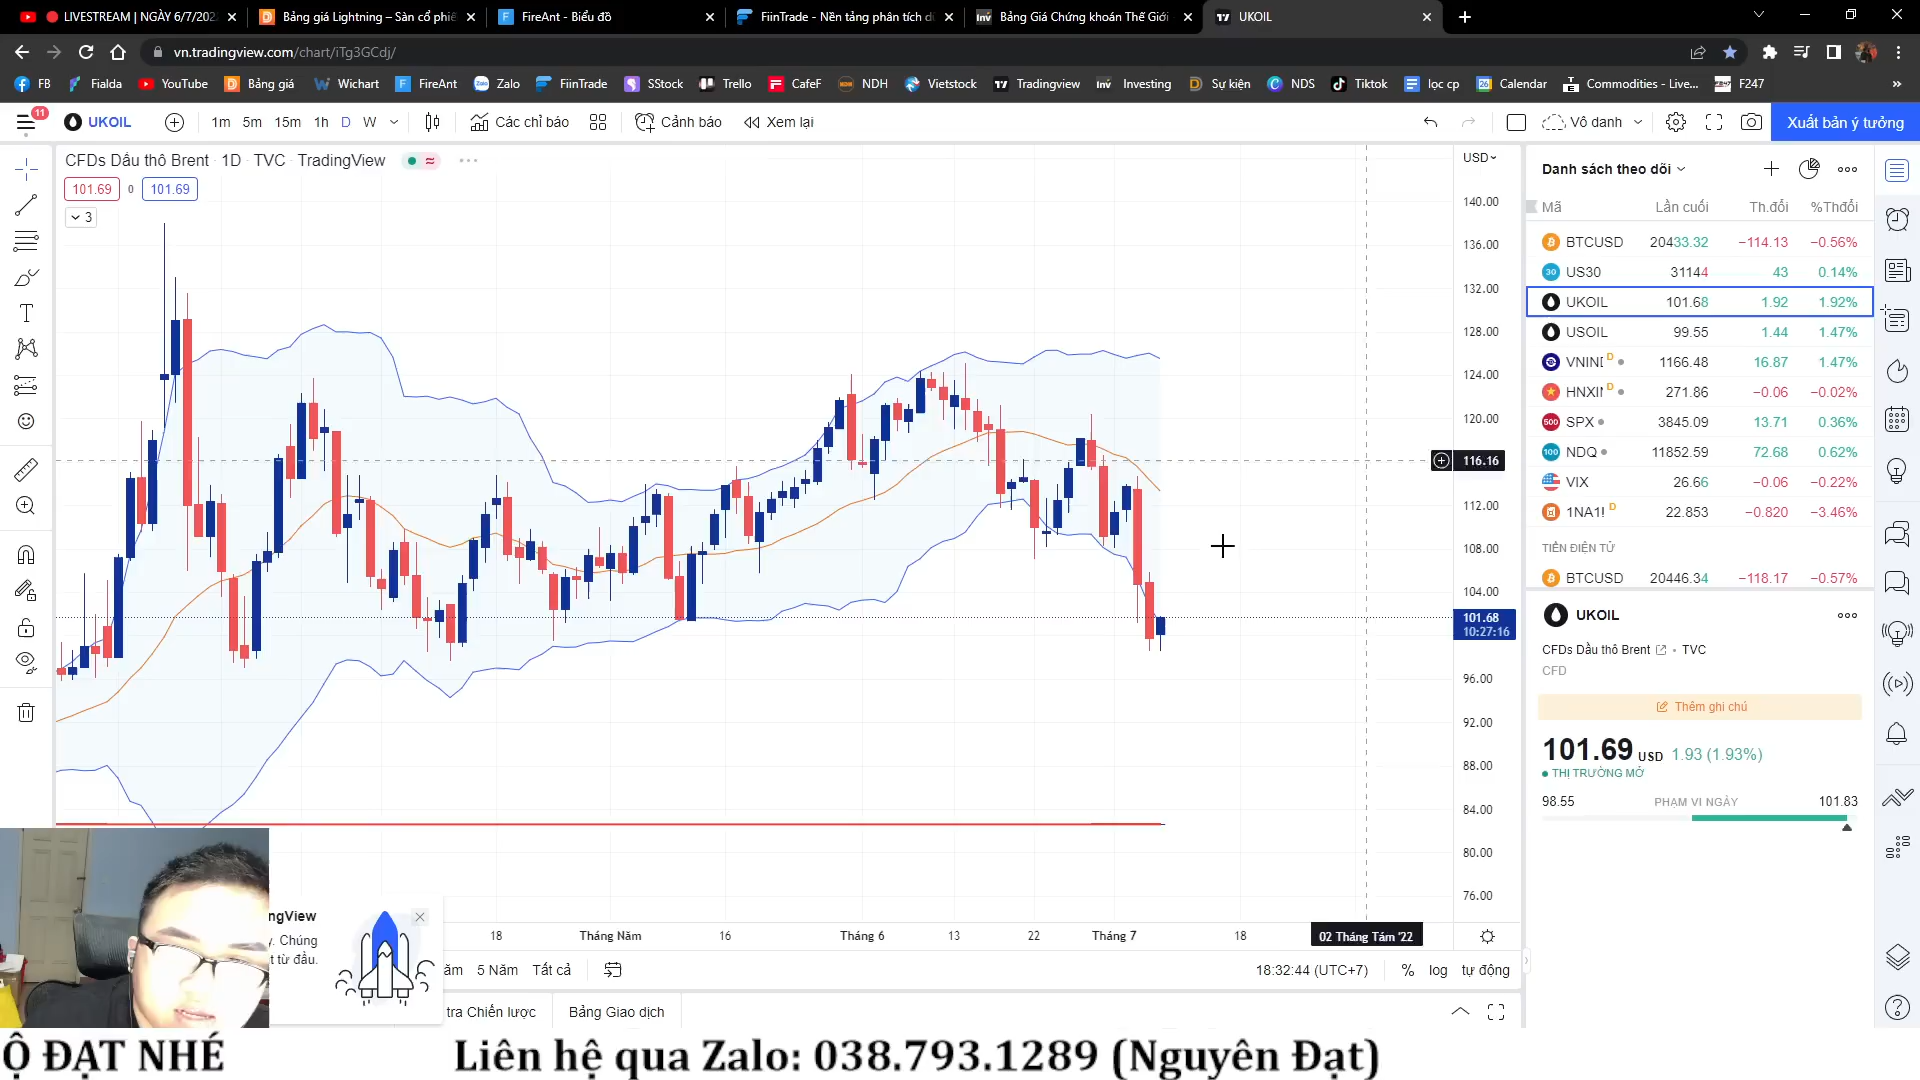 LIVESTREAM | NGÀY 6/7/202
Bảng giá Lightning – Sàn cổ phiế
FireAnt - Biểu đồ
FiinTrade - Nền tảng phân tích d
Bảng Giá Chứng khoán Thế Giới
UKOIL
vn.tradingview.com/chart/iTg3GCdj/
FB Fialda YouTube Bảng giá Wichart FireAnt Zalo FiinTrade SStock Trello CafeF NDH Vietstock Tradingview Investing Sự kiện NDS Tiktok lọc cp Calendar Commodities - Live... F247
11
UKOIL 1m 5m 15m 1h D W Các chỉ báo Cảnh báo Xem lại Vô danh Xuất bản ý tưởng
CFDs Dầu thô Brent · 1D · TVC · TradingView
101.69 0 101.69
3
USD
140.00
136.00
132.00
128.00
124.00
120.00
116.16
112.00
108.00
104.00
101.68
10:27:16
96.00
92.00
88.00
84.00
80.00
76.00
18 Tháng Năm 16 Tháng 6 13 22 Tháng 7 18 02 Tháng Tám '22
Danh sách theo dõi
Mã Lần cuối Th.đổi %Thđổi
BTCUSD 20433.32 −114.13 −0.56%
US30 31144 43 0.14%
UKOIL 101.68 1.92 1.92%
USOIL 99.55 1.44 1.47%
VNINI D 1166.48 16.87 1.47%
HNXII D 271.86 −0.06 −0.02%
SPX 3845.09 13.71 0.36%
NDQ 11852.59 72.68 0.62%
VIX 26.66 −0.06 −0.22%
1NA1! D 22.853 −0.820 −3.46%
TIỀN ĐIỆN TỬ
BTCUSD 20446.34 −118.17 −0.57%
UKOIL
CFDs Dầu thô Brent · TVC
CFD
Thêm ghi chú
101.69 USD 1.93 (1.93%)
THỊ TRƯỜNG MỞ
98.55 PHẠM VI NGÀY 101.83
ngView
y. Chúng
t từ đầu.
ăm 5 Năm Tất cả
18:32:44 (UTC+7) % log tự động
tra Chiến lược Bảng Giao dịch
Ộ ĐẠT NHÉ Liên hệ qua Zalo: 038.793.1289 (Nguyên Đạt)